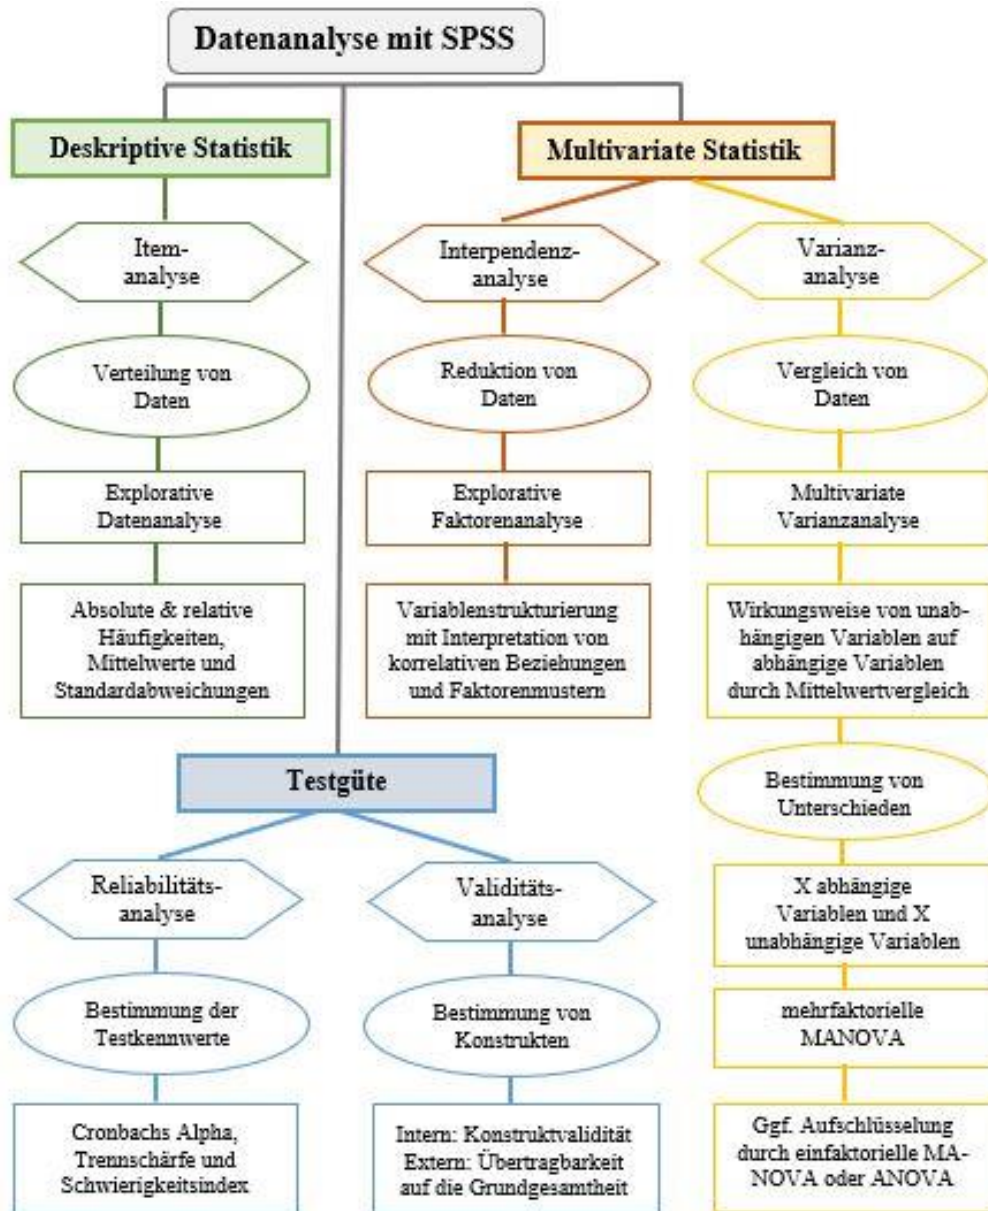 Datenanalyse mit SPSS
Deskriptive Statistik
Item-
analyse
Verteilung von
Daten
Explorative
Datenanalyse
Absolute & relative
Häufigkeiten,
Mittelwerte und
Standardabweichungen
Multivariate Statistik
Interpendenz-
analyse
Reduktion von
Daten
Explorative
Faktorenanalyse
Variablenstrukturierung
mit Interpretation von
korrelativen Beziehungen
und Faktorenmustern
Varianz-
analyse
Vergleich von
Daten
Multivariate
Varianzanalyse
Wirkungsweise von unab-
hängigen Variablen auf
abhängige Variablen
durch Mittelwertvergleich
Bestimmung von
Unterschieden
X abhängige
Variablen und X
unabhängige Variablen
mehrfaktorielle
MANOVA
Ggf. Aufschlüsselung
durch einfaktorielle MA-
NOVA oder ANOVA
Testgüte
Reliabilitäts-
analyse
Bestimmung der
Testkennwerte
Cronbachs Alpha,
Trennschärfe und
Schwierigkeitsindex
Validitäts-
analyse
Bestimmung von
Konstrukten
Intern: Konstruktvalidität
Extern: Übertragbarkeit
auf die Grundgesamtheit